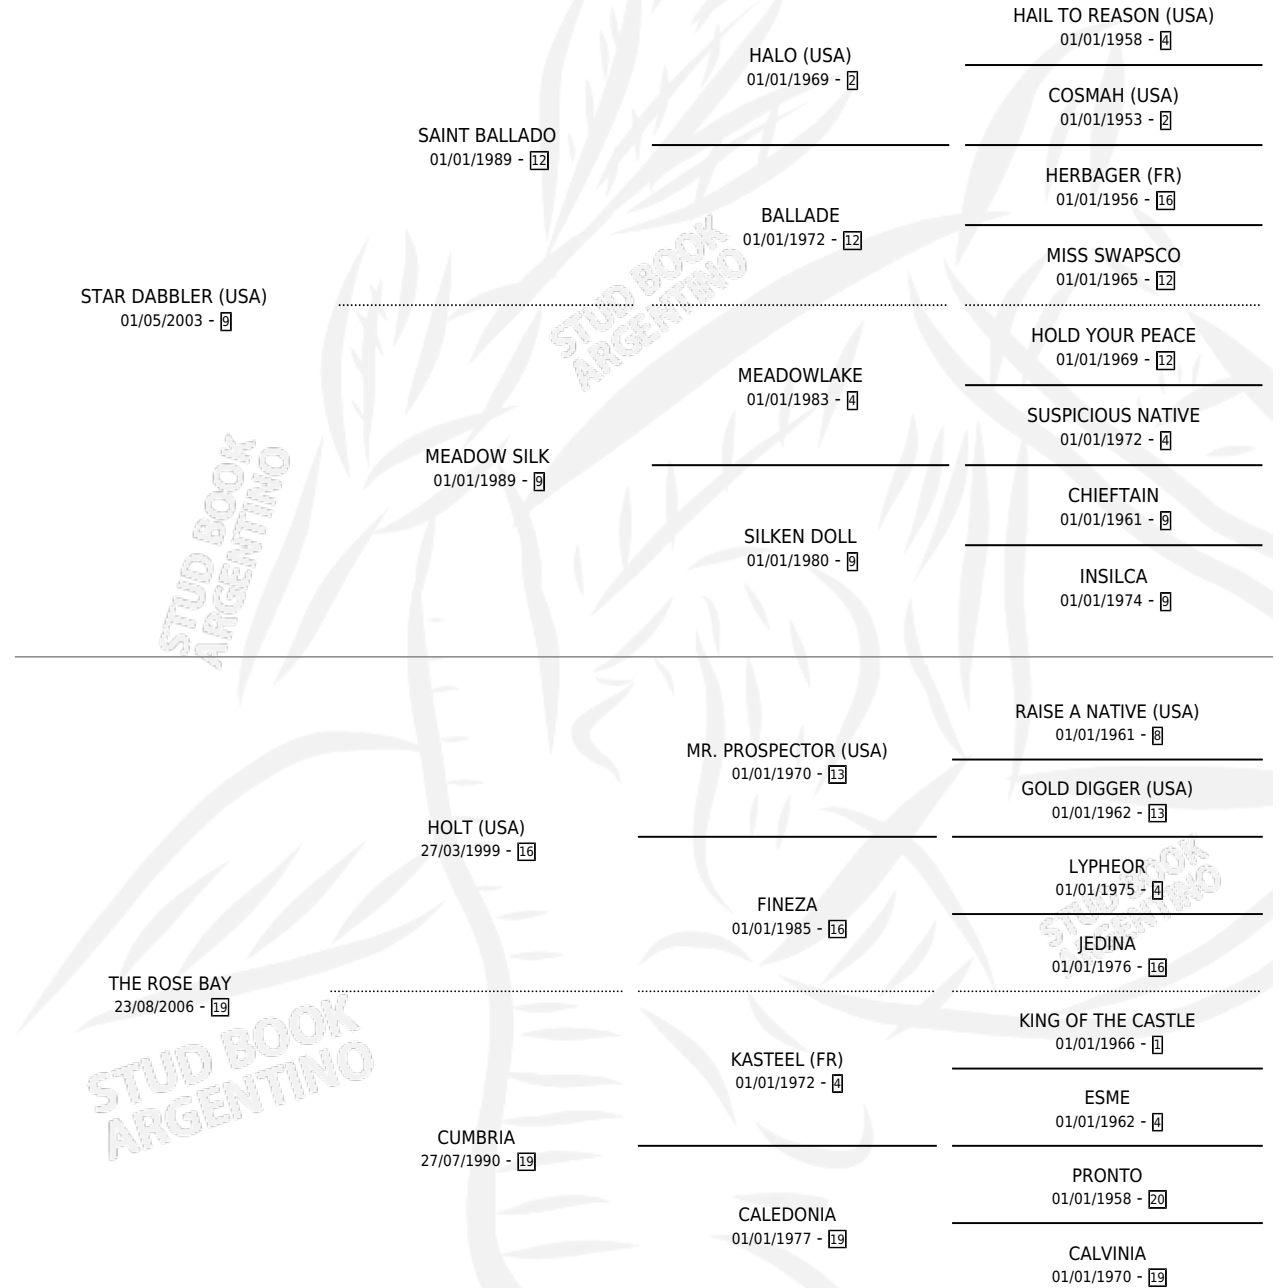 HAIL TO REASON (USA)
01/01/1958 - 4
HALO (USA)
01/01/1969 - 2
COSMAH (USA)
01/01/1953 - 2
SAINT BALLADO
01/01/1989 - 12
HERBAGER (FR)
01/01/1956 - 16
BALLADE
01/01/1972 - 12
MISS SWAPSCO
01/01/1965 - 12
STAR DABBLER (USA)
01/05/2003 - 9
HOLD YOUR PEACE
01/01/1969 - 12
MEADOWLAKE
01/01/1983 - 4
SUSPICIOUS NATIVE
01/01/1972 - 4
MEADOW SILK
01/01/1989 - 9
CHIEFTAIN
01/01/1961 - 9
SILKEN DOLL
01/01/1980 - 9
INSILCA
01/01/1974 - 9
STUD BOOK
ARGENTINO
STUD BOOK
ARGENTINO
RAISE A NATIVE (USA)
01/01/1961 - 8
MR. PROSPECTOR (USA)
01/01/1970 - 13
GOLD DIGGER (USA)
01/01/1962 - 13
HOLT (USA)
27/03/1999 - 16
LYPHEOR
01/01/1975 - 4
FINEZA
01/01/1985 - 16
JEDINA
01/01/1976 - 16
THE ROSE BAY
23/08/2006 - 19
KING OF THE CASTLE
01/01/1966 - 1
KASTEEL (FR)
01/01/1972 - 4
ESME
01/01/1962 - 4
CUMBRIA
27/07/1990 - 19
PRONTO
01/01/1958 - 20
CALEDONIA
01/01/1977 - 19
CALVINIA
01/01/1970 - 19
STUD BOOK
ARGENTINO
STUD BOOK
ARGENTINO